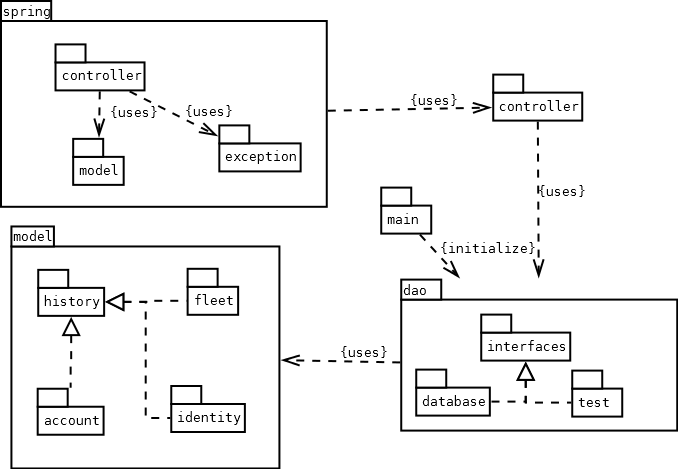 spring
controller
{uses}
{uses}
model
exception
{uses}
controller
{uses}
main
{initialize}
model
history
fleet
account
identity
{uses}
dao
interfaces
database
test